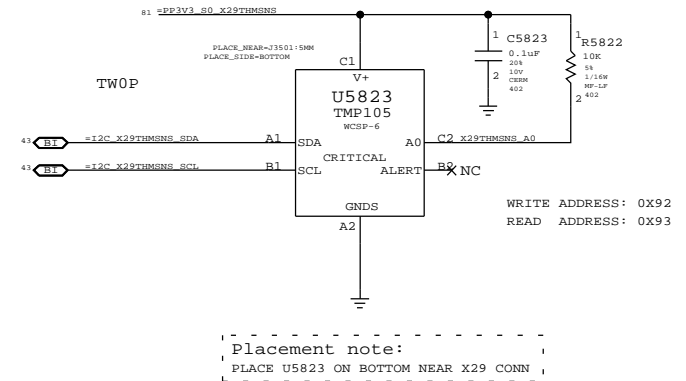 81 =PP3V3_S0_X29THMSNS
PLACE_NEAR=J3501:5MM
PLACE_SIDE=BOTTOM
TW0P
1 C5823
0.1uF
20%
10V
CERM
402
2
1 R5822
10K
5%
1/16W
MF-LF
402
2
C1
V+
U5823
TMP105
WCSP-6
43 BI =I2C_X29THMSNS_SDA A1 SDA
A0 C2 X29THMSNS_A0
CRITICAL
43 BI =I2C_X29THMSNS_SCL B1 SCL
ALERT B2 NC
GNDS
A2
WRITE ADDRESS: 0X92
READ ADDRESS: 0X93
Placement note:
PLACE U5823 ON BOTTOM NEAR X29 CONN